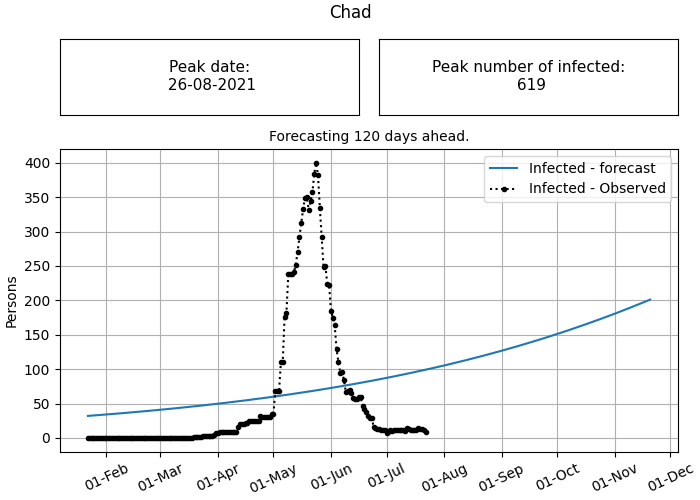 Chad
Peak date:
26-08-2021
Peak number of infected:
619
Forecasting 120 days ahead.
Persons
400
350
300
250
200
150
100
50
0
Infected - forecast
Infected - Observed
01-Feb
01-Mar
01-Apr
01-May
01-Jun
01-Jul
01-Aug
01-Sep
01-Oct
01-Nov
01-Dec